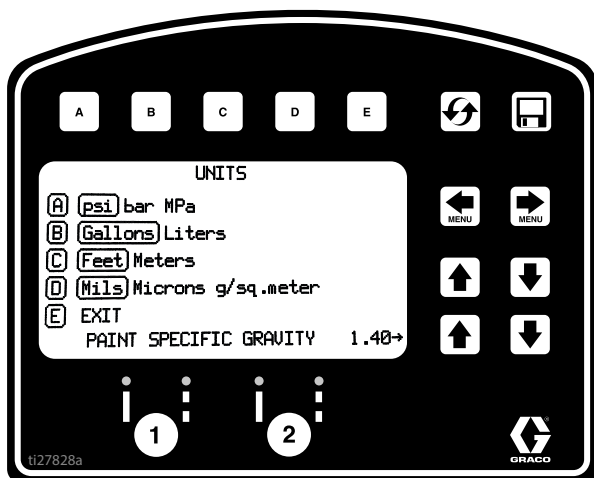 A B C D E
UNITS
A psi bar MPa
B Gallons Liters
C Feet Meters
D Mils Microns g/sq.meter
E EXIT
PAINT SPECIFIC GRAVITY 1.40→
MENU MENU
1 2
ti27828a
GRACO